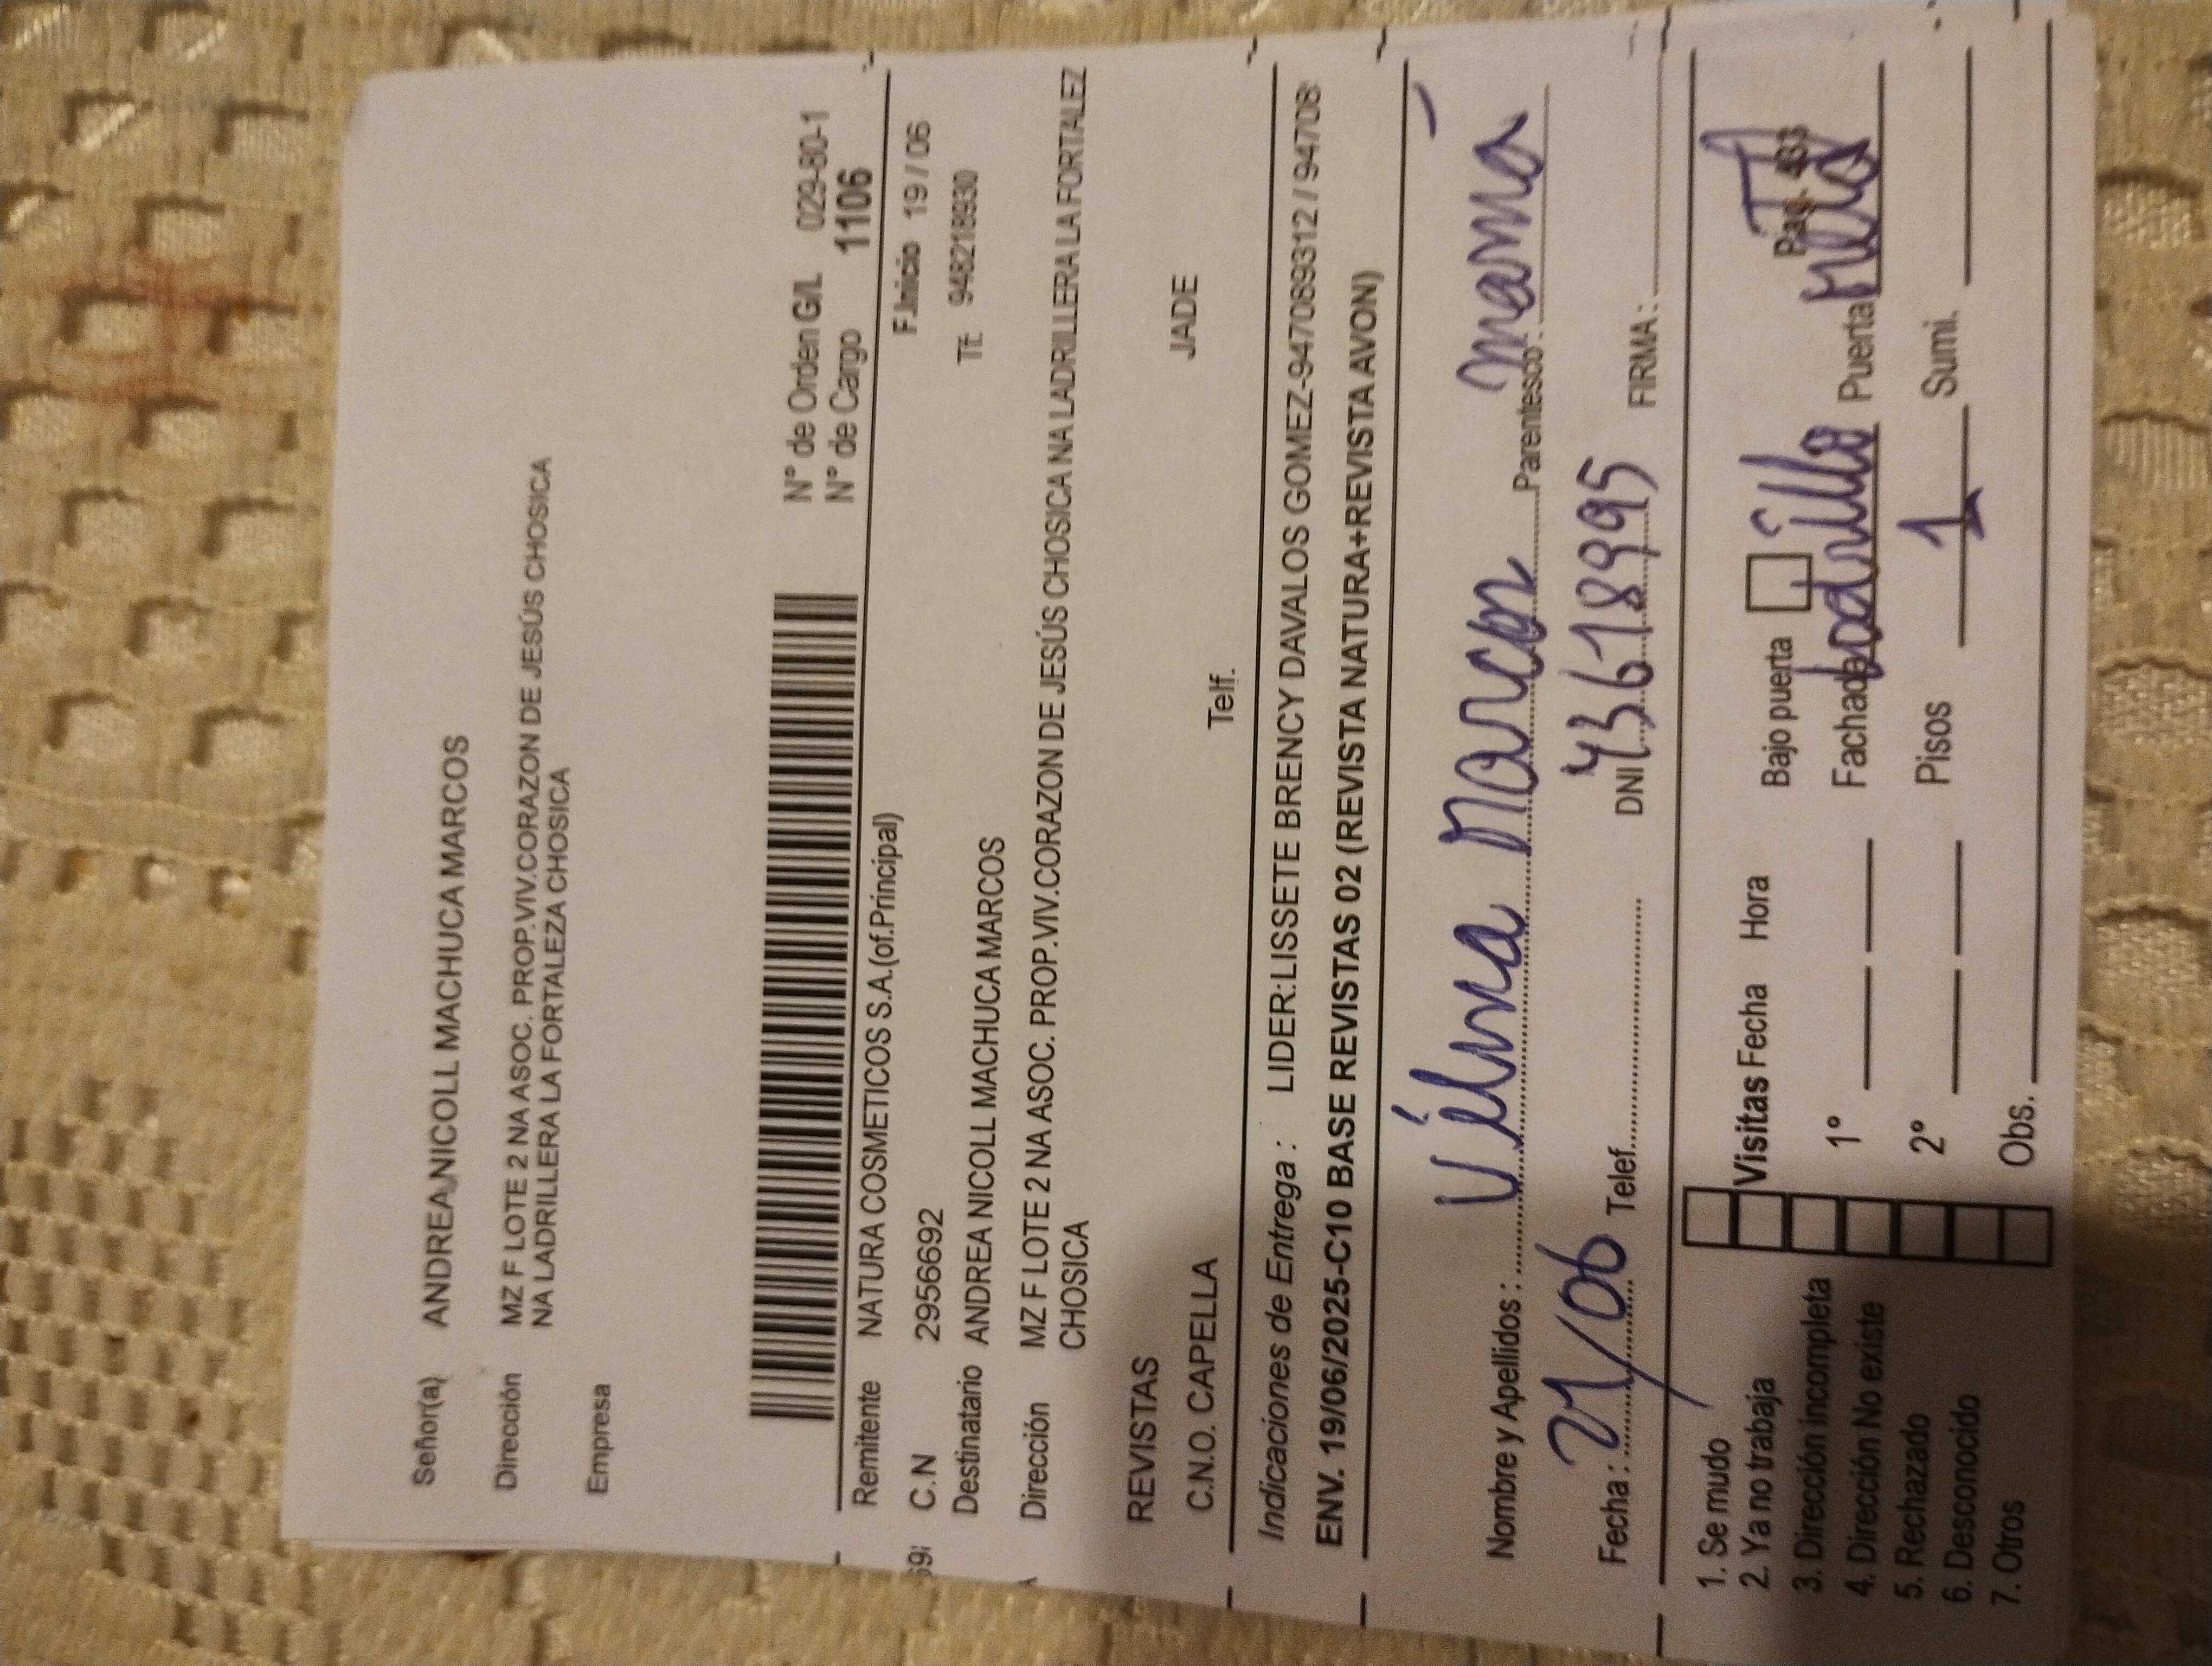 Señor(a) ANDREA NICOLL MACHUCA MARCOS
Dirección MZ F LOTE 2 NA ASOC. PROP.VIV.CORAZON DE JESÚS CHOSICA
NA LADRILLERA LA FORTALEZA CHOSICA
Empresa
N° de Orden G/L 029-80-1
N° de Cargo 1106
Remitente NATURA COSMETICOS S.A.(of.Principal) F.Inicio 19 / 06
C.N 2956692
Destinatario ANDREA NICOLL MACHUCA MARCOS Tf: 948218930
Dirección MZ F LOTE 2 NA ASOC. PROP.VIV.CORAZON DE JESÚS CHOSICA NA LADRILLERA LA FORTALEZ
CHOSICA
REVISTAS
C.N.O. CAPELLA Telf. JADE
Indicaciones de Entrega : LIDER:LISSETE BRENCY DAVALOS GOMEZ-947089312 / 94708
ENV. 19/06/2025-C10 BASE REVISTAS 02 (REVISTA NATURA+REVISTA AVON)
Nombre y Apellidos : Vilma Marcos Parentesco : mamá
Fecha : 21/06 Telef. DNI 43618995 FIRMA :
1. Se mudo
2. Ya no trabaja
3. Dirección incompleta
4. Dirección No existe
5. Rechazado
6. Desconocido
7. Otros
Visitas Fecha Hora Bajo puerta Pag. 433
1° Fachada ladrillo Puerta metal
2° Pisos 1 Sumi.
Obs.